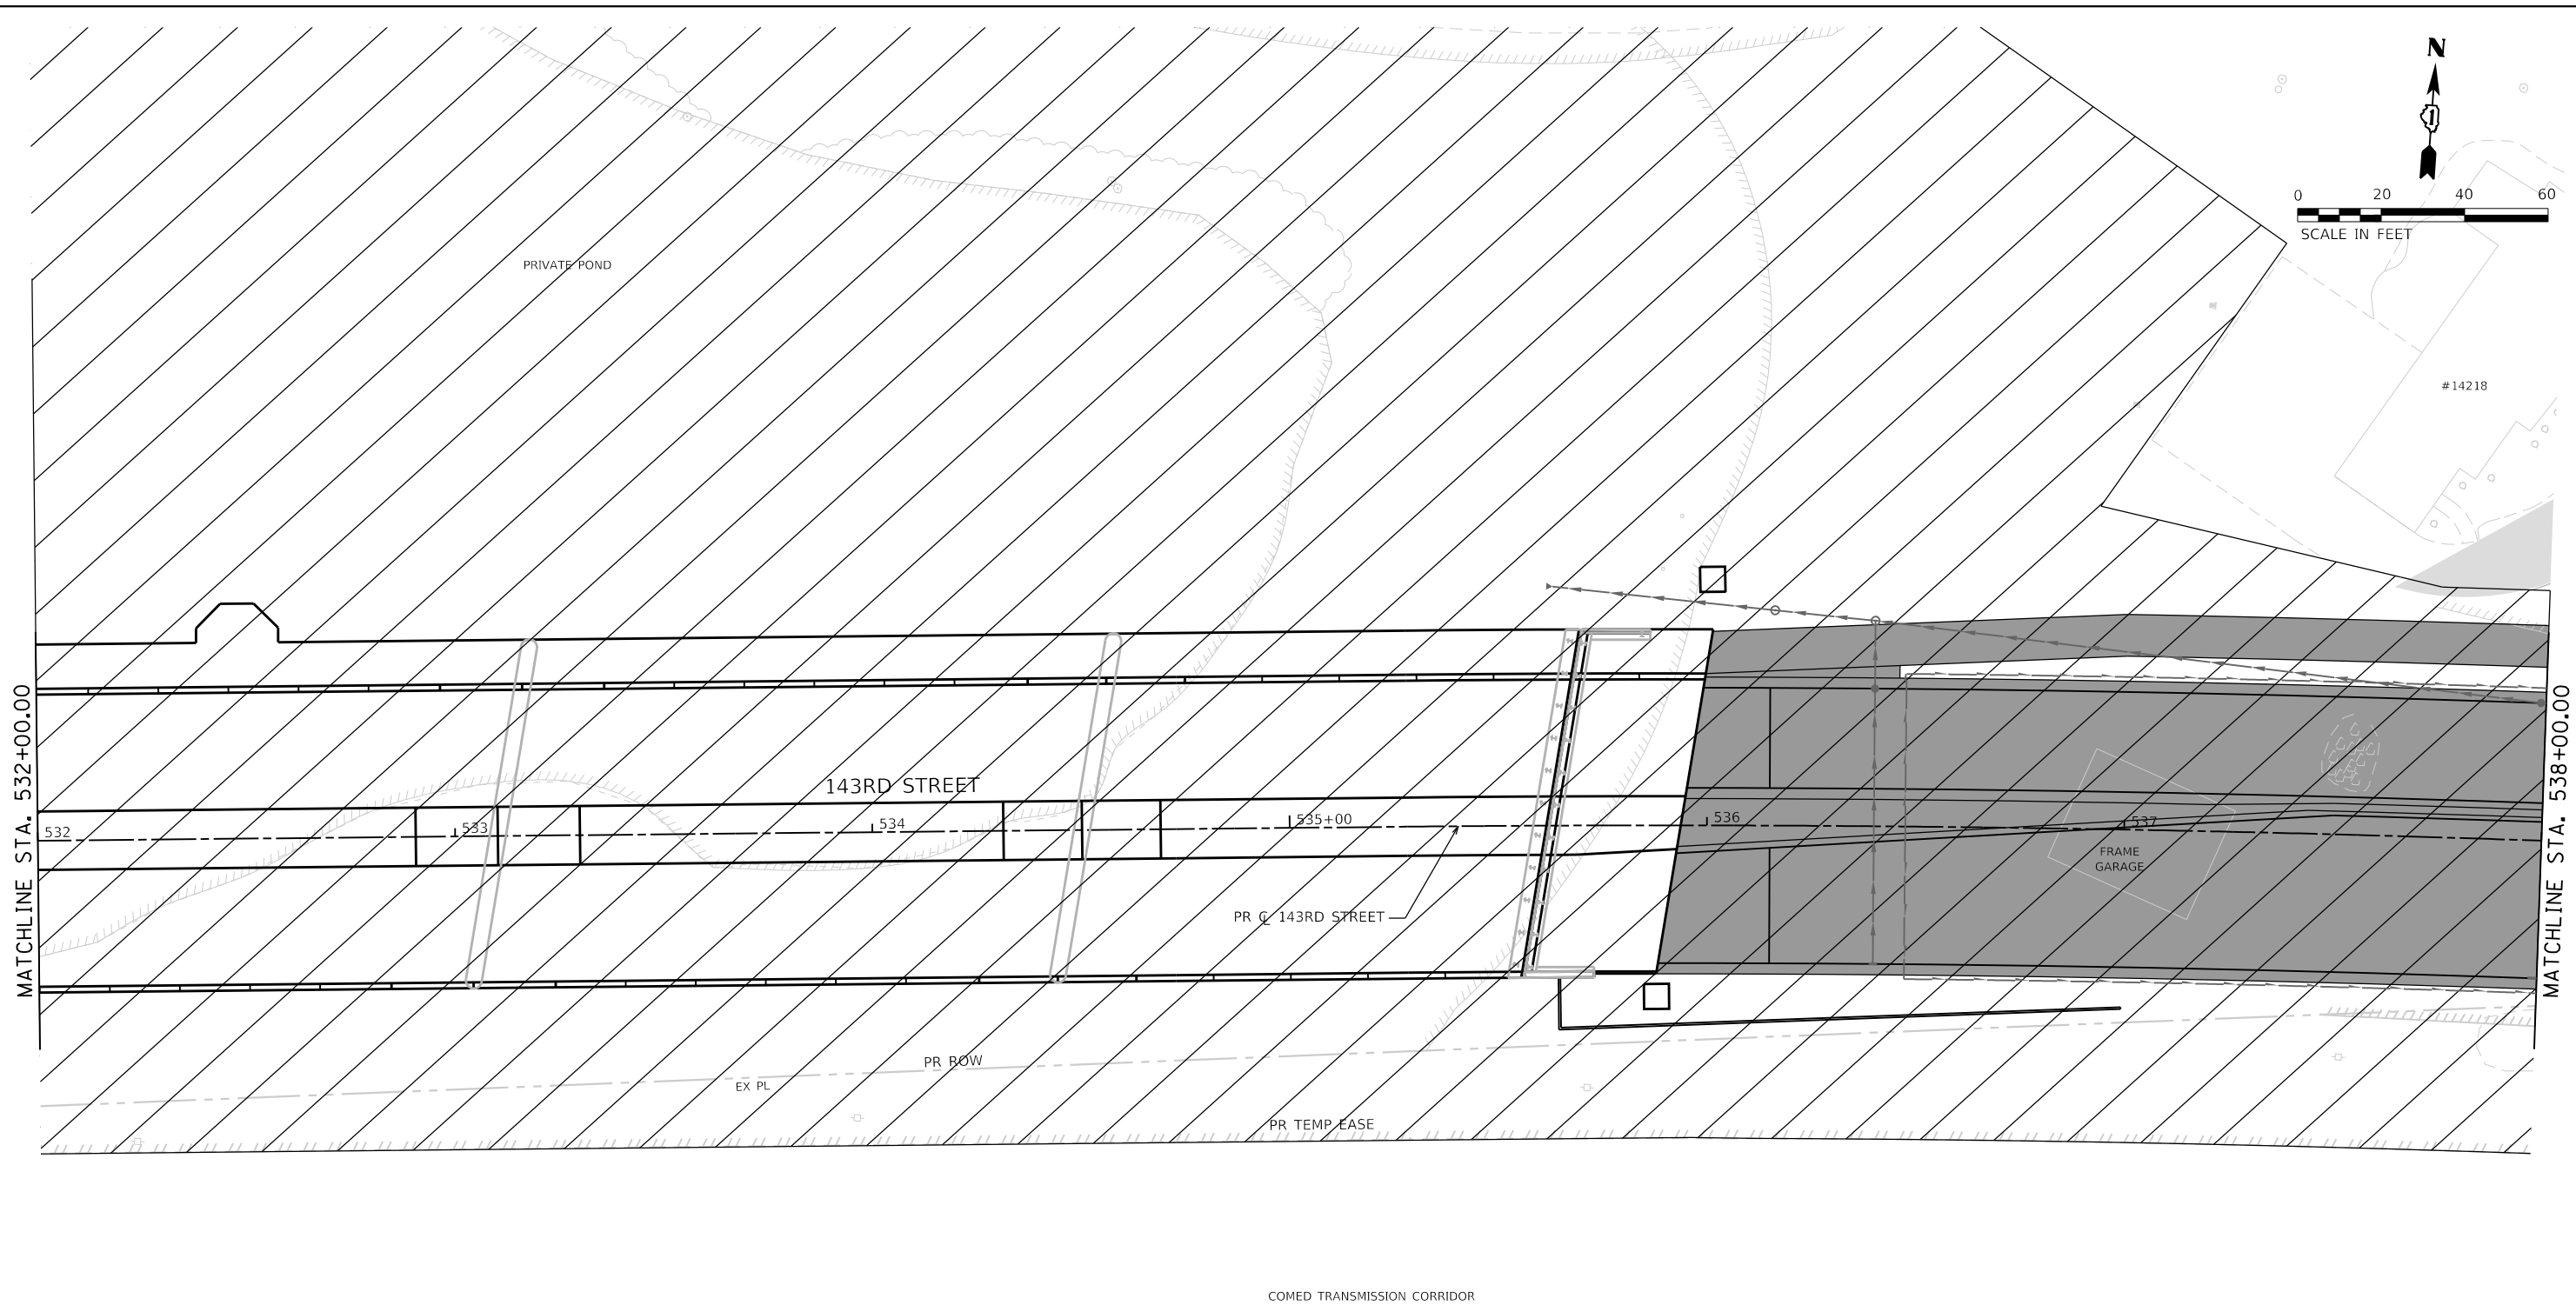 N
1
0 20 40 60
SCALE IN FEET
PRIVATE POND
#14218
MATCHLINE STA. 532+00.00
MATCHLINE STA. 538+00.00
143RD STREET
532
533
534
535+00
536
537
FRAME
GARAGE
PR ℄ 143RD STREET
PR ROW
EX PL
PR TEMP EASE
COMED TRANSMISSION CORRIDOR